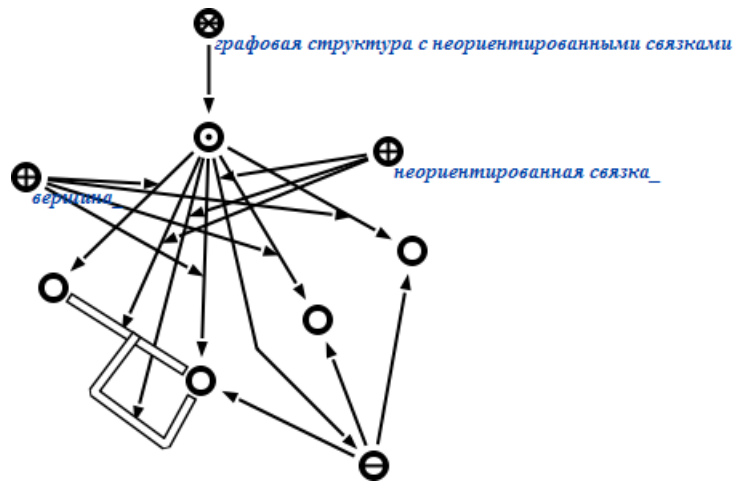 графовая структура с неориентированными связками
неориентированная связка_
вершина_